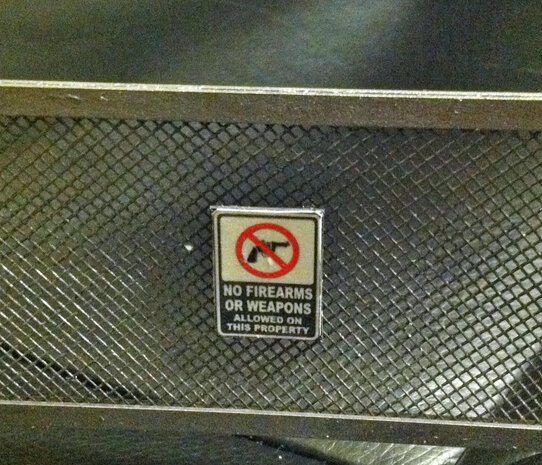 NO FIREARMS
OR WEAPONS
ALLOWED ON
THIS PROPERTY